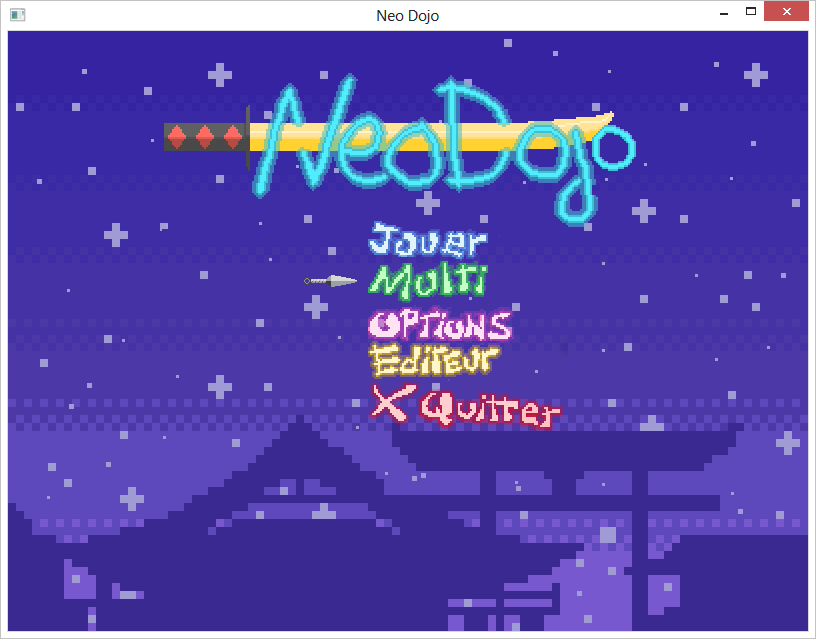 Neo Dojo
NeoDojo
Jouer
Multi
OPTiONS
Editeur
X Quitter